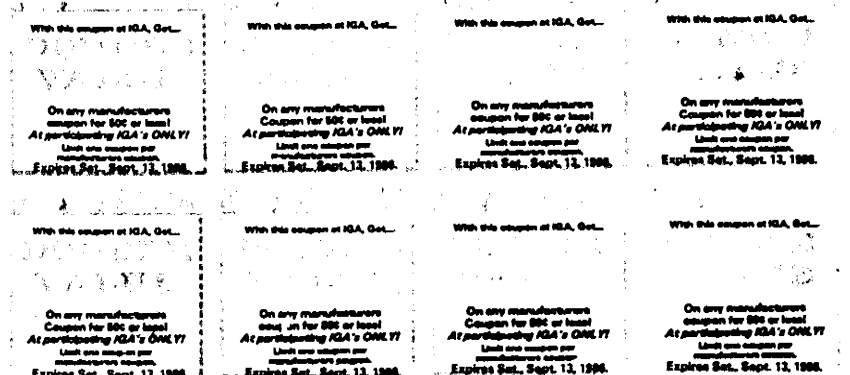 With this coupon at IGA, Get...
On any manufacturers
coupon for 50¢ or less!
At participating IGA's ONLY!
Limit one coupon per
manufacturers coupon.
Expires Sat., Sept. 13, 1986.
With this coupon at IGA, Get...
On any manufacturers
Coupon for 50¢ or less!
At participating IGA's ONLY!
Limit one coupon per
manufacturers coupon.
Expires Sat., Sept. 13, 1986.
With this coupon at IGA, Get...
On any manufacturers
coupon for 50¢ or less!
At participating IGA's ONLY!
Limit one coupon per
manufacturers coupon.
Expires Sat., Sept. 13, 1986.
With this coupon at IGA, Get...
On any manufacturers
Coupon for 50¢ or less!
At participating IGA's ONLY!
Limit one coupon per
manufacturers coupon.
Expires Sat., Sept. 13, 1986.
With this coupon at IGA, Get...
On any manufacturers
Coupon for 50¢ or less!
At participating IGA's ONLY!
Limit one coupon per
manufacturers coupon.
Expires Sat., Sept. 13, 1986.
With this coupon at IGA, Get...
On any manufacturers
coupon for 50¢ or less!
At participating IGA's ONLY!
Limit one coupon per
manufacturers coupon.
Expires Sat., Sept. 13, 1986.
With this coupon at IGA, Get...
On any manufacturers
Coupon for 50¢ or less!
At participating IGA's ONLY!
Limit one coupon per
manufacturers coupon
Expires Sat., Sept. 13, 1986.
With this coupon at IGA, Get...
On any manufacturers
coupon for 50¢ or less!
At participating IGA's ONLY!
Limit one coupon per
manufacturers coupon.
Expires Sat., Sept. 13, 1986.